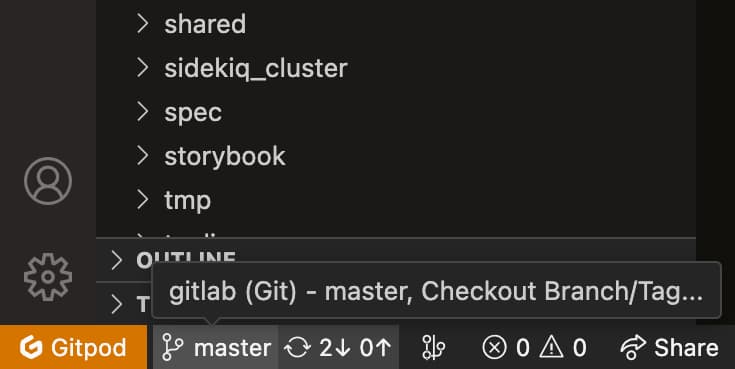 shared
sidekiq_cluster
spec
storybook
tmp
OUTLINE
T
gitlab (Git) - master, Checkout Branch/Tag...
Gitpod master 2↓ 0↑ 0 0 Share